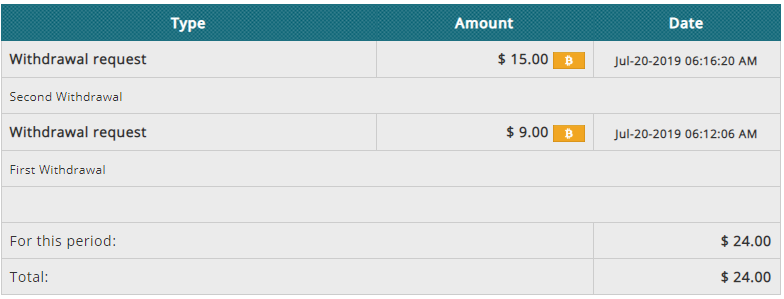 Type Amount Date
Withdrawal request $ 15.00 Jul-20-2019 06:16:20 AM
Second Withdrawal
Withdrawal request $ 9.00 Jul-20-2019 06:12:06 AM
First Withdrawal
For this period: $ 24.00
Total: $ 24.00